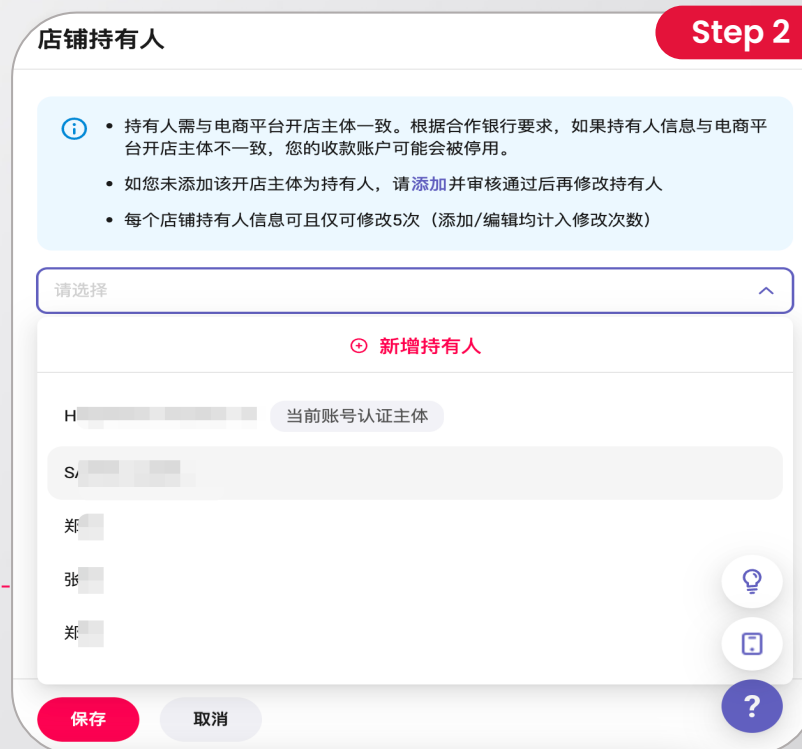 店铺持有人
Step 2
持有人需与电商平台开店主体一致。根据合作银行要求，如果持有人信息与电商平
台开店主体不一致，您的收款账户可能会被停用。
如您未添加该开店主体为持有人，请添加并审核通过后再修改持有人
每个店铺持有人信息可且仅可修改5次（添加/编辑均计入修改次数）
请选择
新增持有人
H 当前账号认证主体
SA
郑
张
郑
保存
取消
?